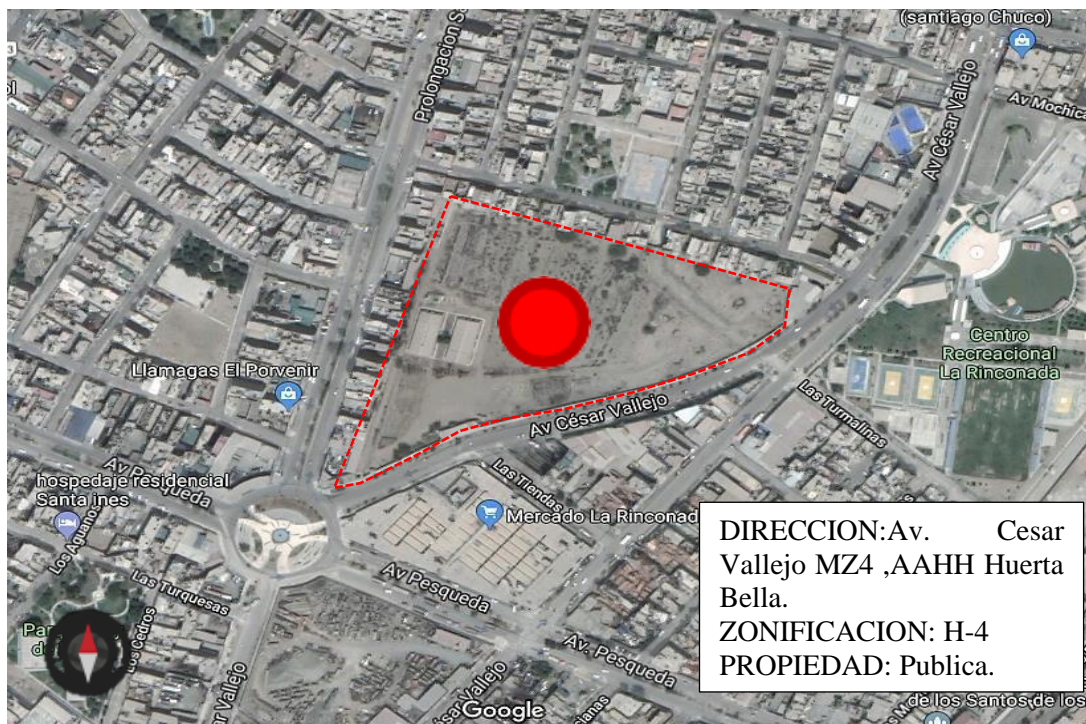 (santiago Chuco)
Prolongacion
Av César Vallejo
Av Mochica
Centro
Recreacional
La Rinconada
Llamagas El Porvenir
Av César Vallejo
Las Turmalinas
Av Pesqueda
hospedaje residencial
Santa ines
Las Tiendas
Mercado La Rinconad
Los Aguanos
Las Turquesas
Av Pesqueda
Los Cedros
Av. Pesqueda
Vallejo
Vallejo
de los Santos de los
Google
DIRECCION:Av. Cesar
Vallejo MZ4 ,AAHH Huerta
Bella.
ZONIFICACION: H-4
PROPIEDAD: Publica.